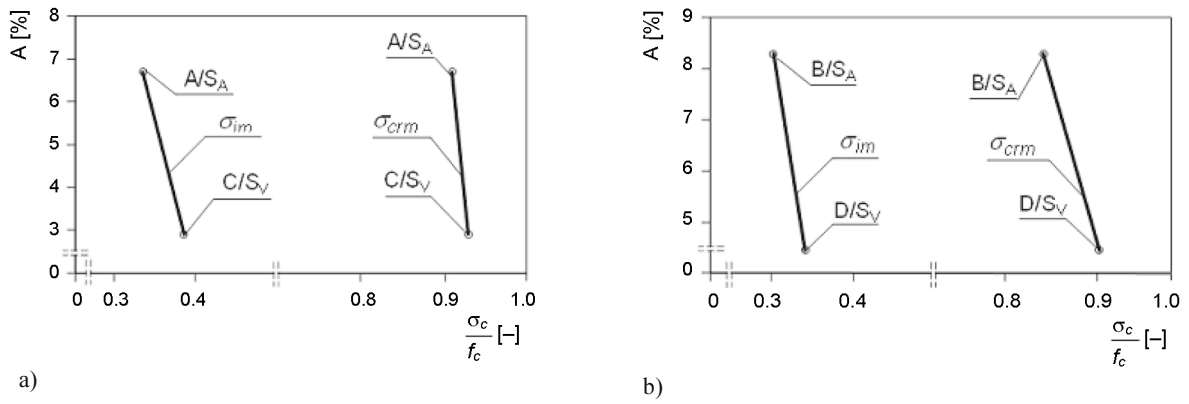 A [%]
8
7
6
5
4
3
0
A/S_A
σ_im
C/S_V
A/S_A
σ_crm
C/S_V
0 0.3 0.4 0.8 0.9 1.0
σ_c
f_c
[–]
a)
A [%]
9
8
7
6
5
0
B/S_A
σ_im
D/S_V
B/S_A
σ_crm
D/S_V
0 0.3 0.4 0.8 0.9 1.0
σ_c
f_c
[–]
b)